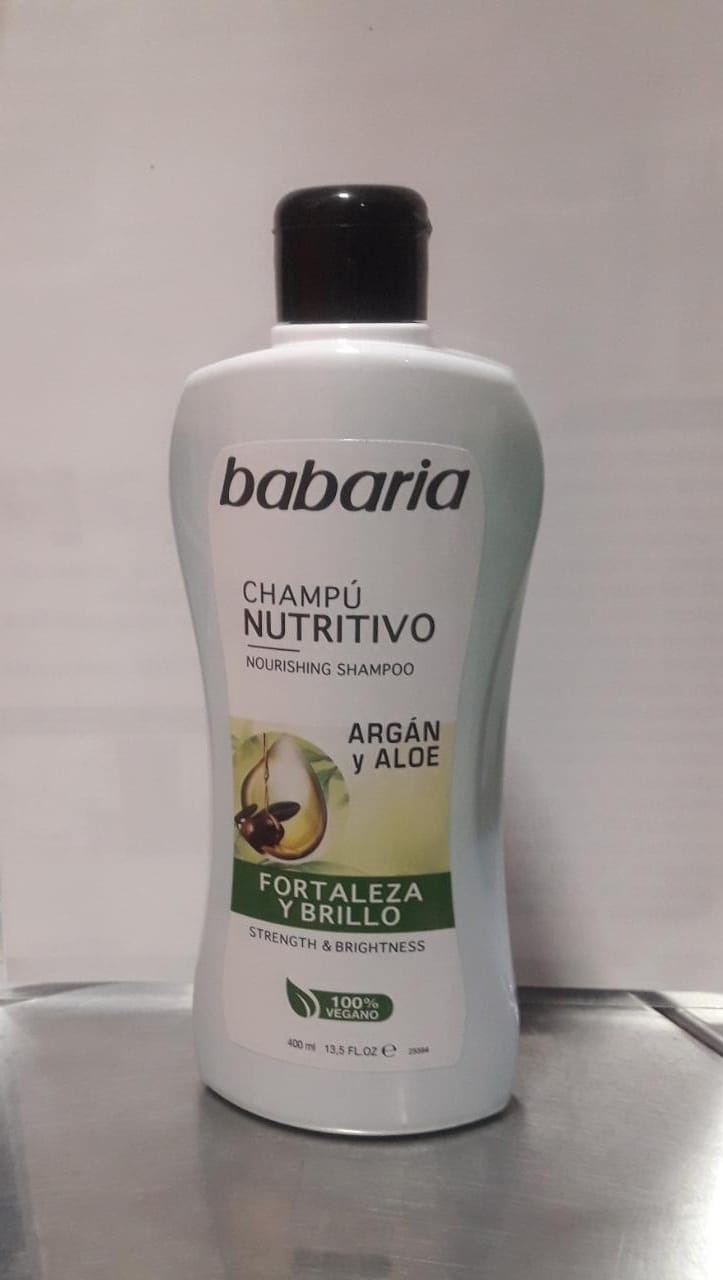 babaria
CHAMPÚ
NUTRITIVO
NOURISHING SHAMPOO
ARGÁN
y ALOE
FORTALEZA
Y BRILLO
STRENGTH & BRIGHTNESS
100%
VEGANO
400 ml 13,5 FL.OZ ℮